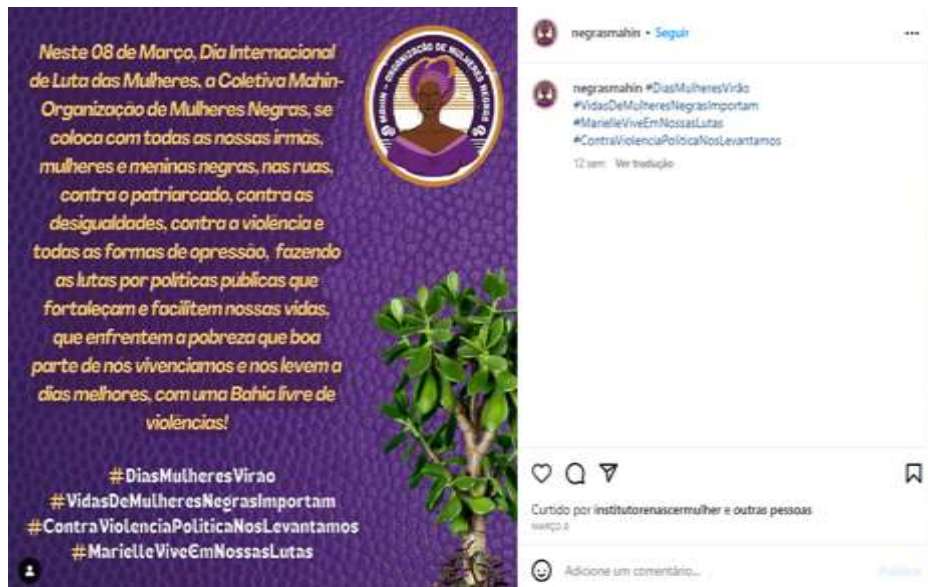 Neste 08 de Março, Dia Internacional
de Luta das Mulheres, a Coletiva Mahin-
Organização de Mulheres Negras, se
coloca com todas as nossas irmãs,
mulheres e meninas negras, nas ruas,
contra o patriarcado, contra as
desigualdades, contra a violência e
todas as formas de opressão, fazendo
as lutas por políticas públicas que
fortaleçam e facilitem nossas vidas,
que enfrentem a pobreza que boa
parte de nós vivenciamos e nos levem a
dias melhores, com uma Bahia livre de
violências!
#DiasMulheresVirao
#VidasDeMulheresNegrasImportam
#ContraViolenciaPoliticaNosLevantamos
#MarielleViveEmNossasLutas
MAHIN - ORGANIZAÇÃO DE MULHERES NEGRAS
negrasmahin • Seguir
negrasmahin #DiasMulheresVirão
#VidasDeMulheresNegrasImportam
#MarielleViveEmNossasLutas
#ContraViolenciaPoliticaNosLevantamos
12 sem Ver tradução
Curtido por institutorenascermulher e outras pessoas
MARÇO 8
Adicione um comentário...
Publicar